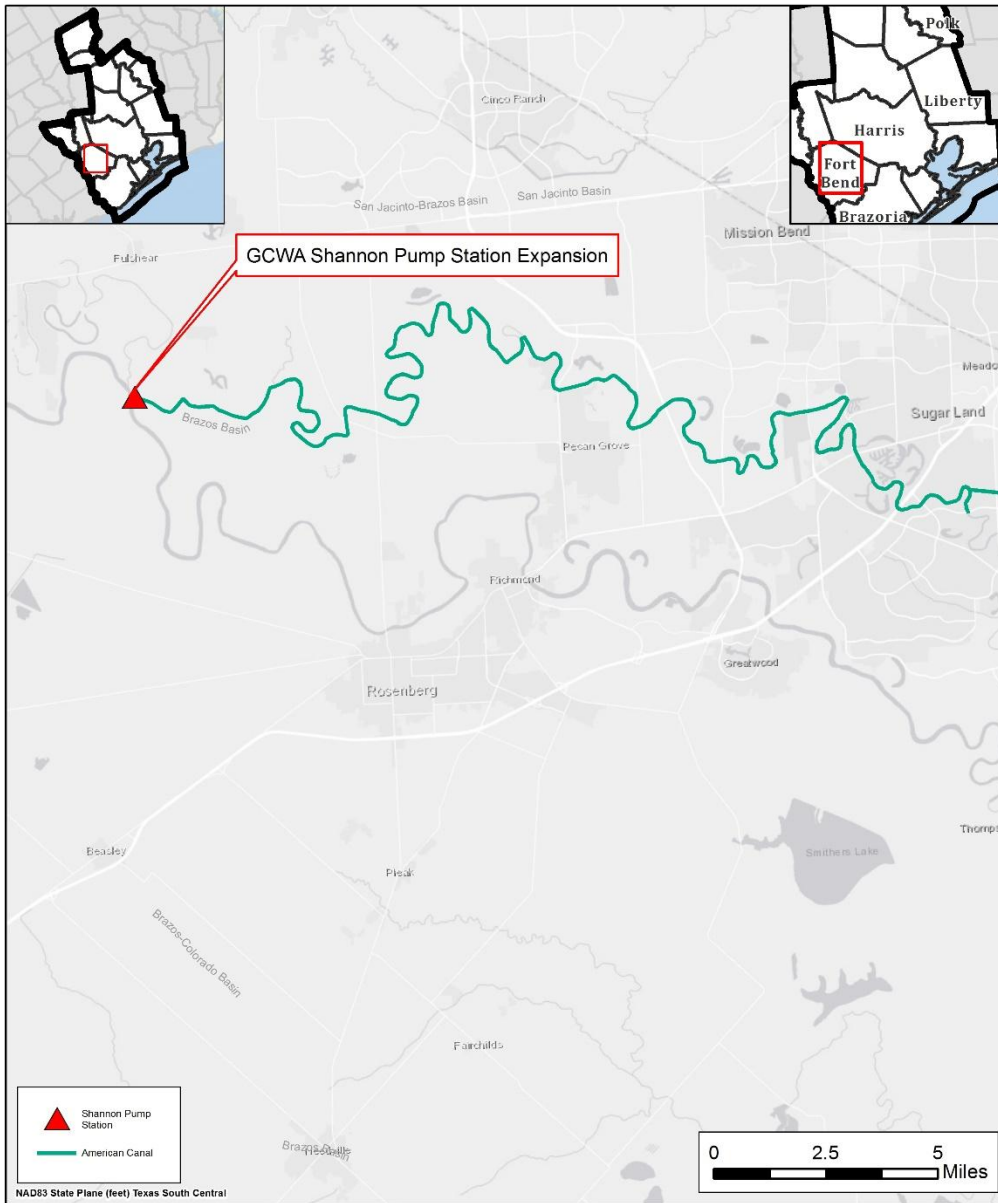 Polk
Liberty
Harris
Fort
Bend
Brazoria
Cinco Ranch
San Jacinto-Brazos Basin
San Jacinto Basin
Mission Bend
Fulshear
GCWA Shannon Pump Station Expansion
Meado
Sugar Land
Brazos Basin
Pecan Grove
Richmond
Greatwood
Rosenberg
Thomps
Beasley
Smithers Lake
Pleak
Brazos-Colorado Basin
Fairchilds
Shannon Pump
Station
American Canal
0 2.5 5
Miles
NAD83 State Plane (feet) Texas South Central